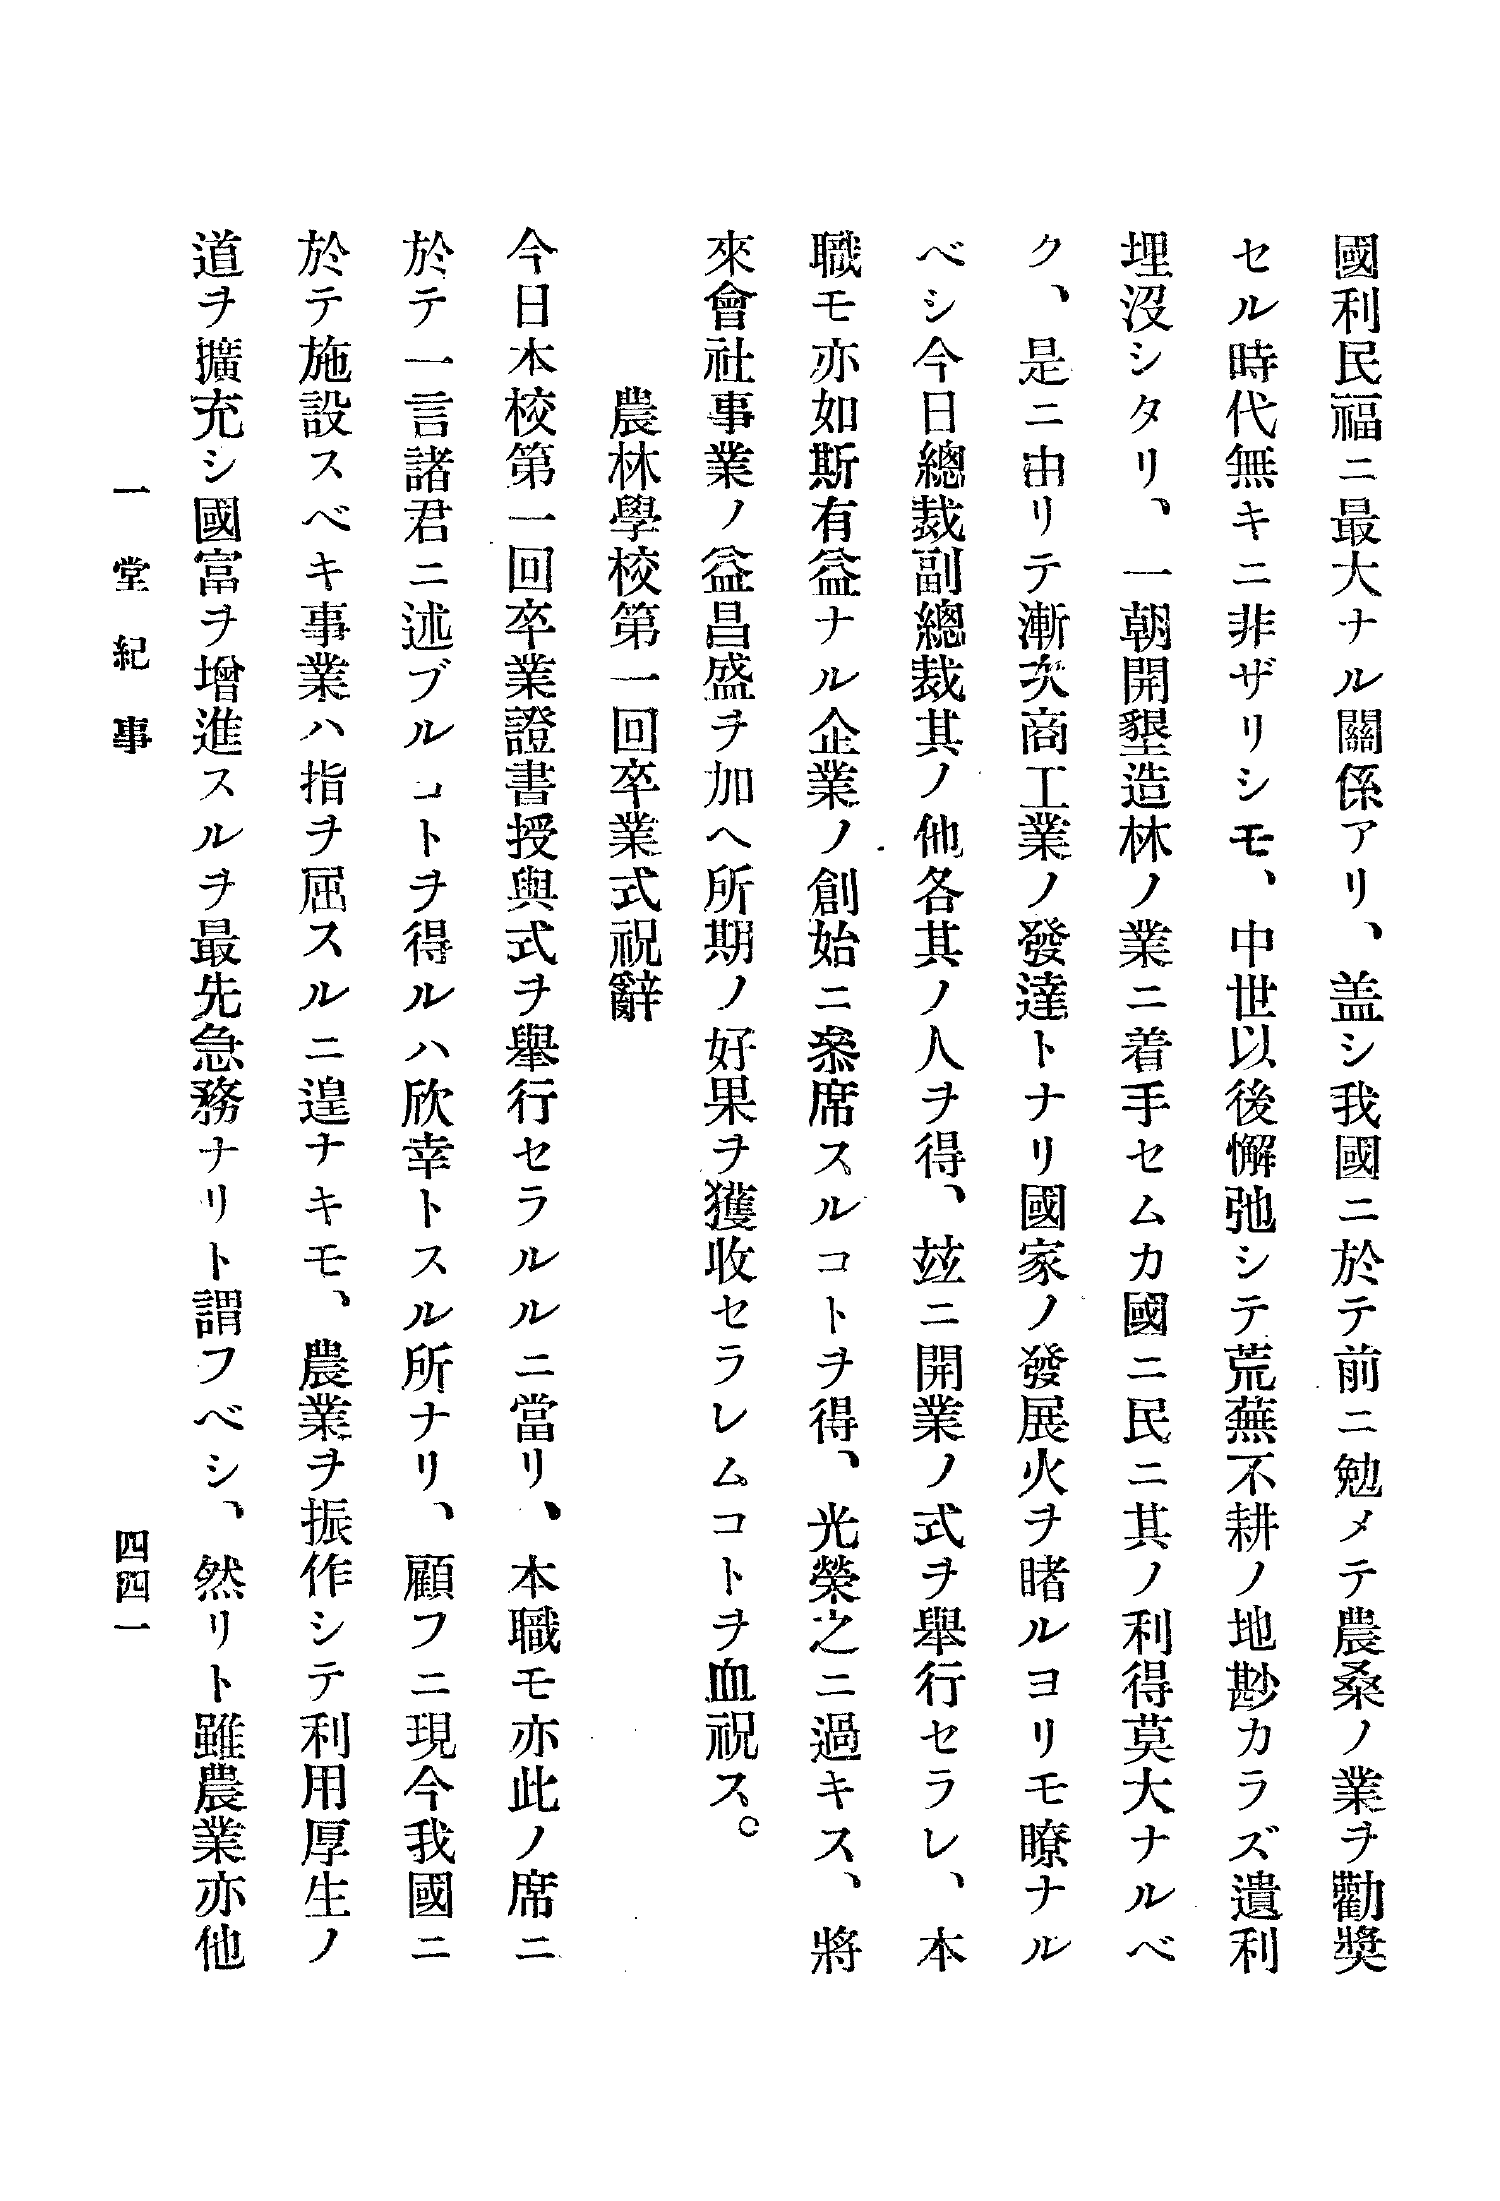 國利民福ニ最大ナル關係アリ、盖シ我國ニ於テ前ニ勉メテ農桑ノ業ヲ勸奬
セル時代無キニ非ザリシモ、中世以後懈弛シテ荒蕪不耕ノ地尠カラズ遺利
埋沒シタリ、一朝開墾造林ノ業ニ着手セムカ國ニ民ニ其ノ利得莫大ナルベ
ク、是ニ由リテ漸次商工業ノ發達トナリ國家ノ發展火ヲ睹ルヨリモ瞭ナル
ベシ今日總裁副總裁其ノ他各其ノ人ヲ得、玆ニ開業ノ式ヲ舉行セラレ、本
職モ亦如斯有益ナル企業ノ創始ニ叅席スルコトヲ得、光榮之ニ過キス、將
來會社事業ノ益昌盛ヲ加ヘ所期ノ好果ヲ獲收セラレムコトヲ血祝ス。
農林學校第一回卒業式祝辭
今日本校第一回卒業證書授與式ヲ舉行セラルルニ當リ、本職モ亦此ノ席ニ
於テ一言諸君ニ述ブルコトヲ得ルハ欣幸トスル所ナリ、顧フニ現今我國ニ
於テ施設スベキ事業ハ指ヲ屈スルニ遑ナキモ、農業ヲ振作シテ利用厚生ノ
道ヲ擴充シ國富ヲ增進スルヲ最先急務ナリト謂フベシ、然リト雖農業亦他
一堂紀事
四四一